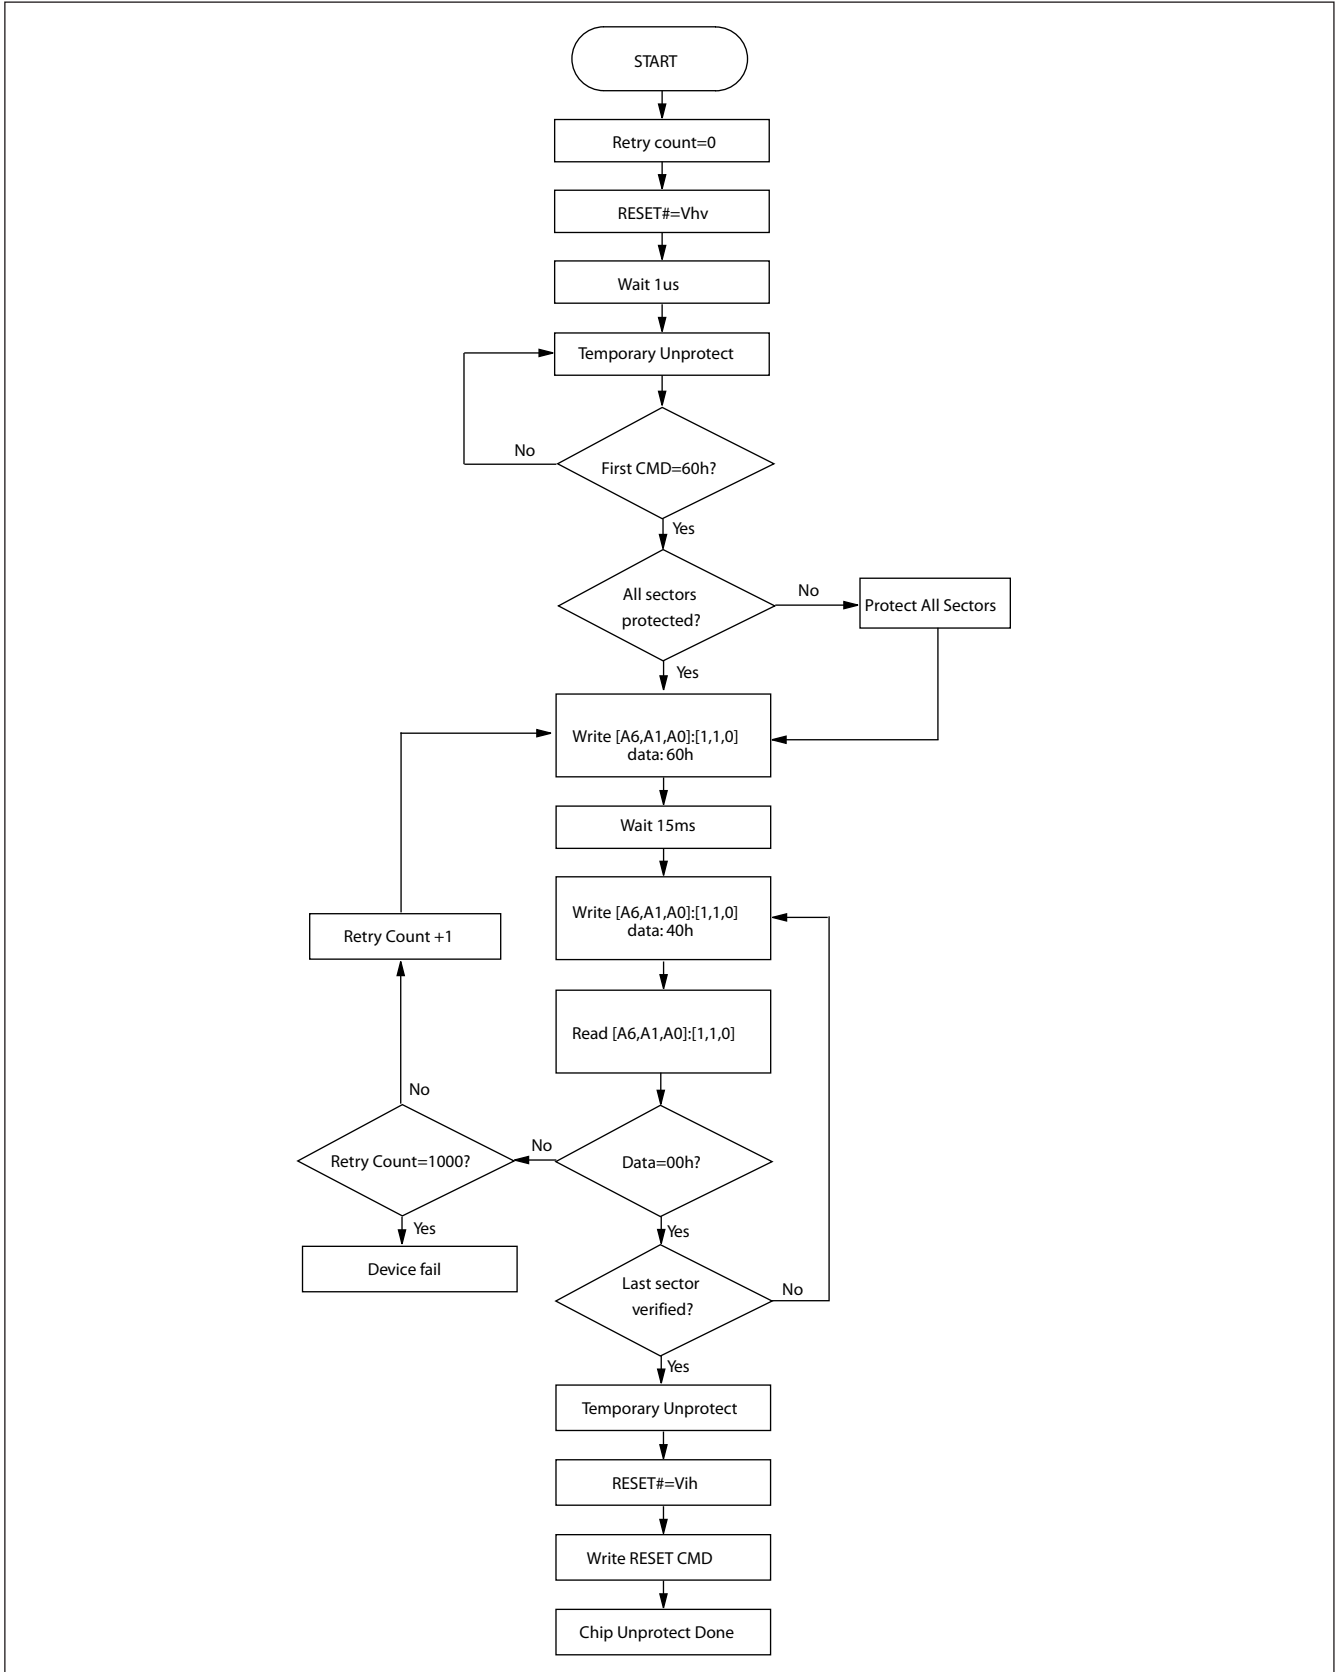 START
Retry count=0
RESET#=Vhv
Wait 1us
Temporary Unprotect
No
First CMD=60h?
Yes
All sectors
protected?
No
Protect All Sectors
Yes
Write [A6,A1,A0]:[1,1,0]
data: 60h
Wait 15ms
Write [A6,A1,A0]:[1,1,0]
data: 40h
Retry Count +1
Read [A6,A1,A0]:[1,1,0]
No
Retry Count=1000?
No
Data=00h?
Yes
Device fail
Yes
Last sector
verified?
No
Yes
Temporary Unprotect
RESET#=Vih
Write RESET CMD
Chip Unprotect Done